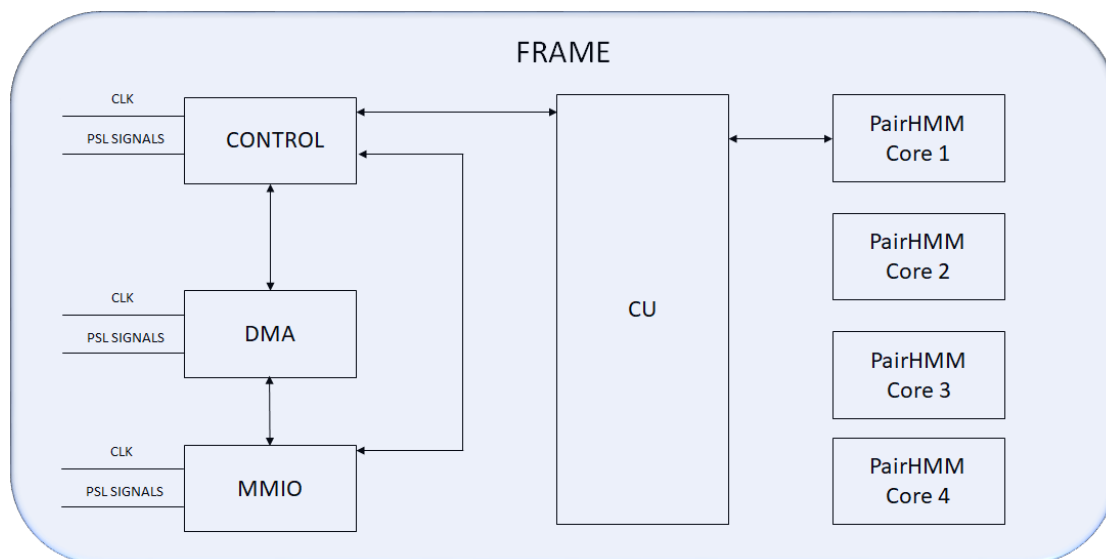 FRAME
CLK
PSL SIGNALS
CONTROL
CLK
PSL SIGNALS
DMA
CLK
PSL SIGNALS
MMIO
CU
PairHMM
Core 1
PairHMM
Core 2
PairHMM
Core 3
PairHMM
Core 4